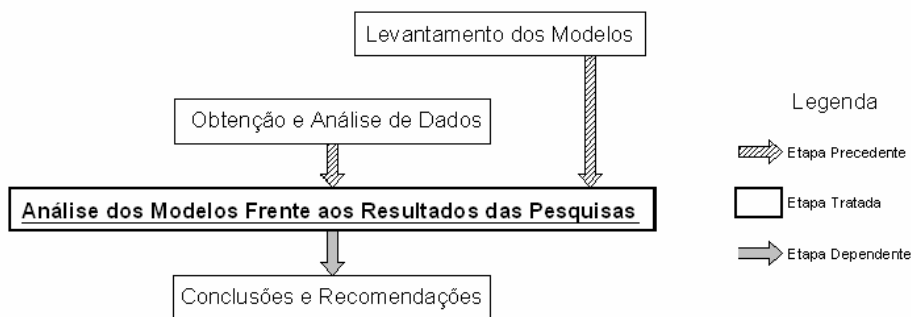 Levantamento dos Modelos
Obtenção e Análise de Dados
Análise dos Modelos Frente aos Resultados das Pesquisas
Conclusões e Recomendações
Legenda
Etapa Precedente
Etapa Tratada
Etapa Dependente